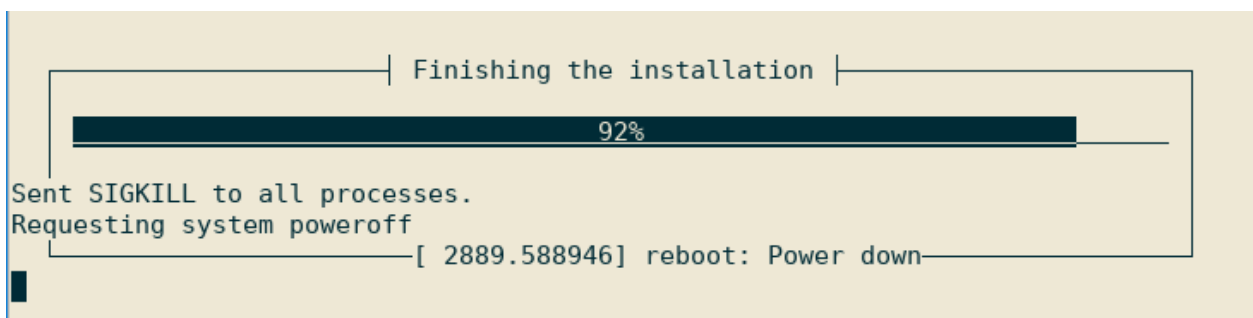 Finishing the installation
92%
Sent SIGKILL to all processes.
Requesting system poweroff
[ 2889.588946] reboot: Power down